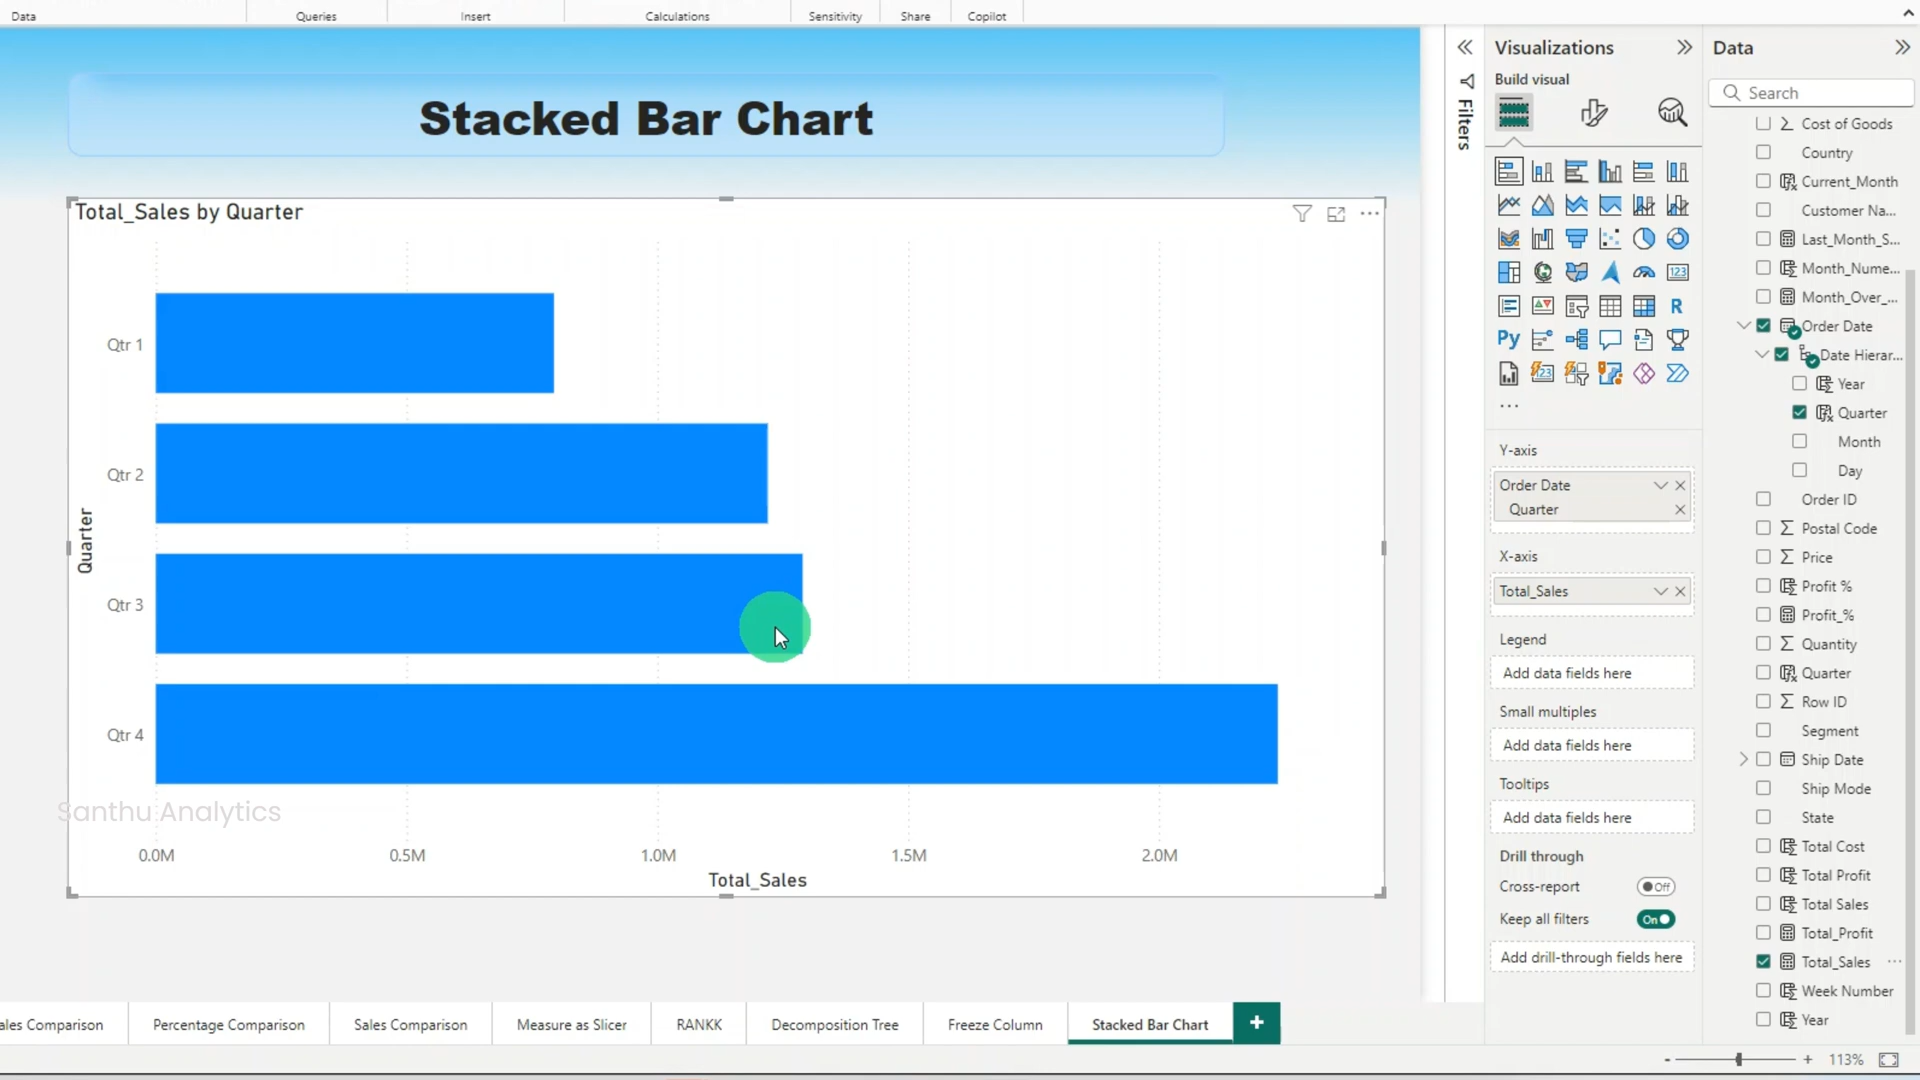 Data
Queries
Insert
Calculations
Sensitivity
Share
Copilot
Stacked Bar Chart
Total_Sales by Quarter
Qtr 1
Qtr 2
Qtr 3
Qtr 4
Quarter
0.0M 0.5M 1.0M 1.5M 2.0M
Total_Sales
Santhu Analytics
Filters
Visualizations
Build visual
123
R
Py
123
...
Y-axis
Order Date
Quarter
X-axis
Total_Sales
Legend
Add data fields here
Small multiples
Add data fields here
Tooltips
Add data fields here
Drill through
Cross-report
Off
Keep all filters
On
Add drill-through fields here
Data
Search
Cost of Goods
Country
Current_Month
Customer Na...
Last_Month_S...
Month_Nume...
Month_Over_...
Order Date
Date Hierar...
Year
Quarter
Month
Day
Order ID
Postal Code
Price
Profit %
Profit_%
Quantity
Quarter
Row ID
Segment
Ship Date
Ship Mode
State
Total Cost
Total Profit
Total Sales
Total_Profit
Total_Sales
Week Number
Year
ales Comparison
Percentage Comparison
Sales Comparison
Measure as Slicer
RANKK
Decomposition Tree
Freeze Column
Stacked Bar Chart
+
- + 113%